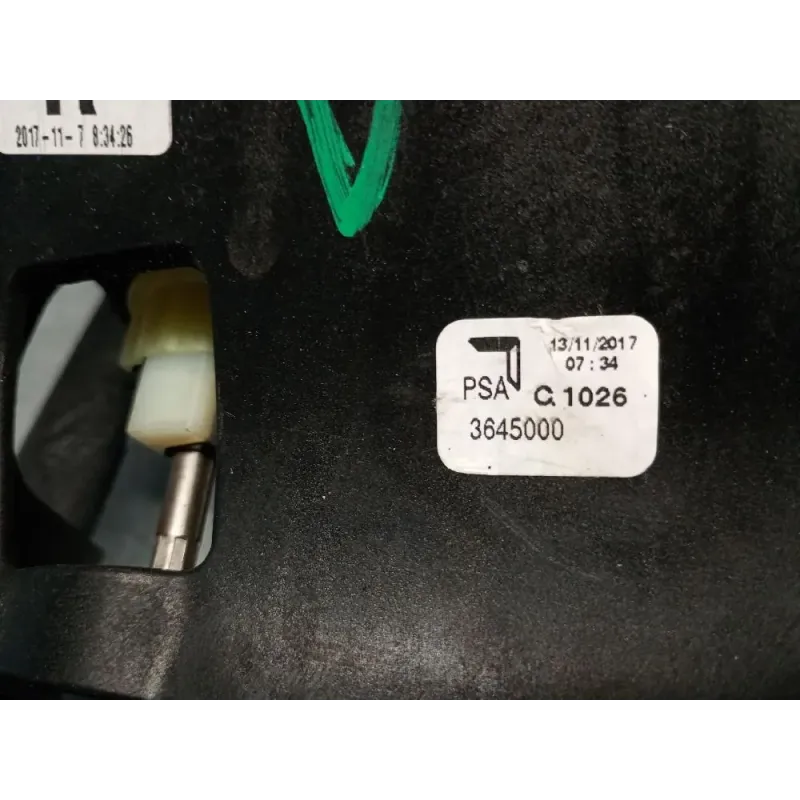 2017-11- 7 8:34:26
13/11/2017
07 : 34
PSA C.1026
3645000